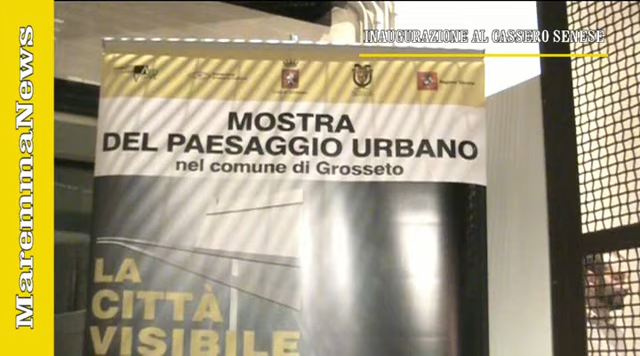 INAUGURAZIONE AL CASSERO SENESE
MaremmaNews
MOSTRA
DEL PAESAGGIO URBANO
nel comune di Grosseto
LA
CITTÀ
VISIBILE